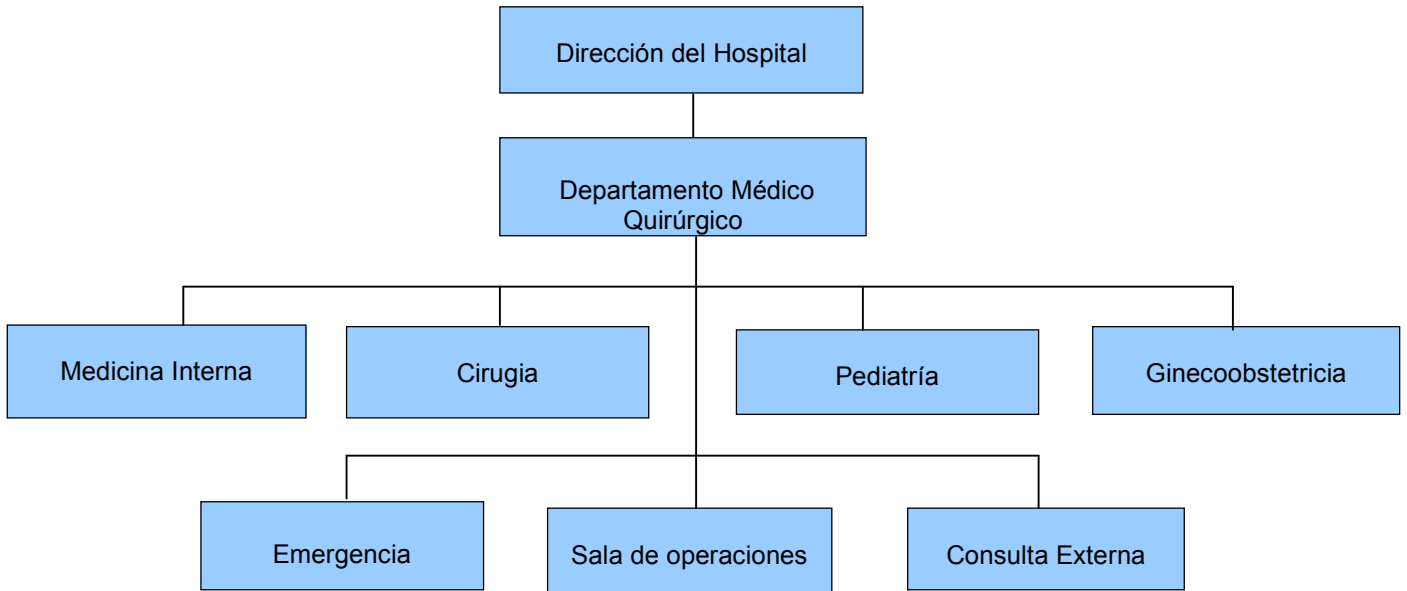 Dirección del Hospital
Departamento Médico
Quirúrgico
Medicina Interna
Cirugia
Pediatría
Ginecoobstetricia
Emergencia
Sala de operaciones
Consulta Externa